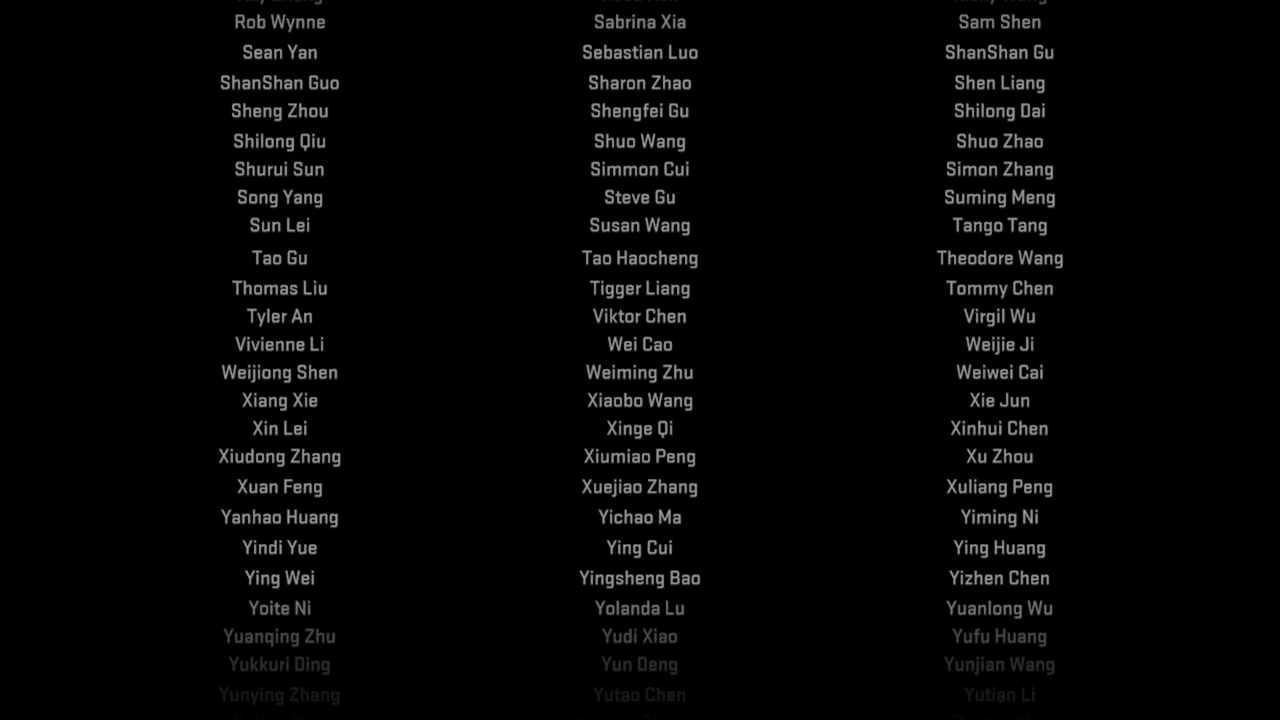 Rob Wynne Sabrina Xia Sam Shen
Sean Yan Sebastian Luo ShanShan Gu
ShanShan Guo Sharon Zhao Shen Liang
Sheng Zhou Shengfei Gu Shilong Dai
Shilong Qiu Shuo Wang Shuo Zhao
Shurui Sun Simmon Cui Simon Zhang
Song Yang Steve Gu Suming Meng
Sun Lei Susan Wang Tango Tang
Tao Gu Tao Haocheng Theodore Wang
Thomas Liu Tigger Liang Tommy Chen
Tyler An Viktor Chen Virgil Wu
Vivienne Li Wei Cao Weijie Ji
Weijiong Shen Weiming Zhu Weiwei Cai
Xiang Xie Xiaobo Wang Xie Jun
Xin Lei Xinge Qi Xinhui Chen
Xiudong Zhang Xiumiao Peng Xu Zhou
Xuan Feng Xuejiao Zhang Xuliang Peng
Yanhao Huang Yichao Ma Yiming Ni
Yindi Yue Ying Cui Ying Huang
Ying Wei Yingsheng Bao Yizhen Chen
Yoite Ni Yolanda Lu Yuanlong Wu
Yuanqing Zhu Yudi Xiao Yufu Huang
Yukkuri Ding Yun Deng Yunjian Wang
Yunying Zhang Yutao Chen Yutian Li